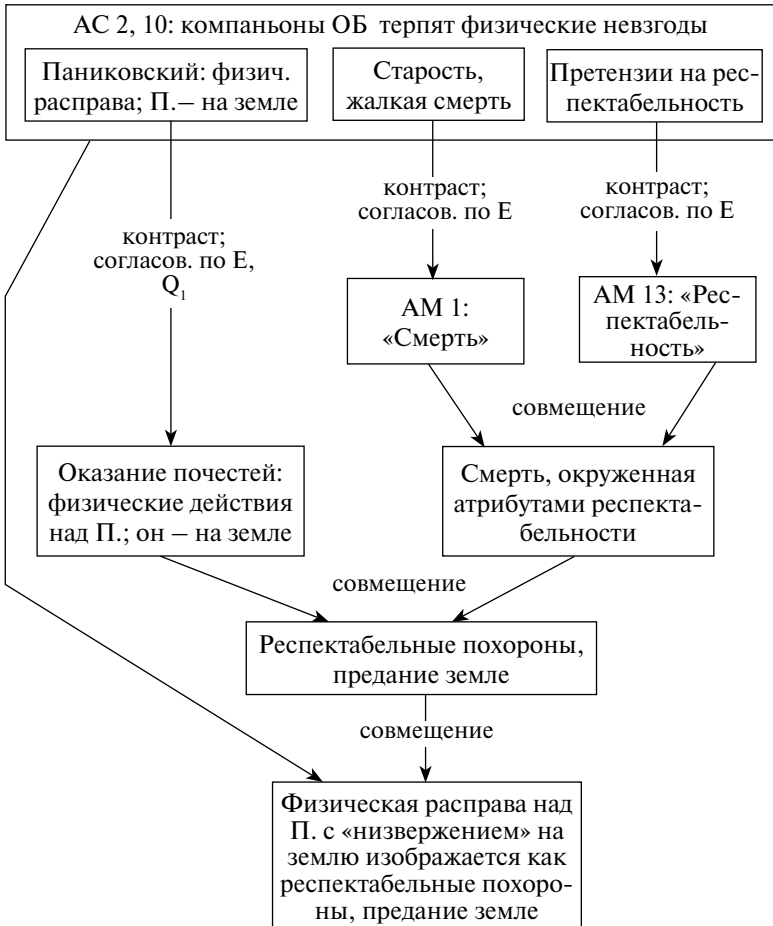 АС 2, 10: компаньоны ОБ терпят физические невзгоды
Паниковский: физич.
расправа; П.– на земле
Старость,
жалкая смерть
Претензии на рес-
пектабельность
контраст;
согласов. по Е,
Q1
контраст;
согласов. по Е
контраст;
согласов. по Е
АМ 1:
«Смерть»
АМ 13: «Рес-
пектабель-
ность»
совмещение
Оказание почестей:
физические действия
над П.; он – на земле
Смерть, окруженная
атрибутами респекта-
бельности
совмещение
Респектабельные похороны,
предание земле
совмещение
Физическая расправа над
П. с «низвержением» на
землю изображается как
респектабельные похоро-
ны, предание земле